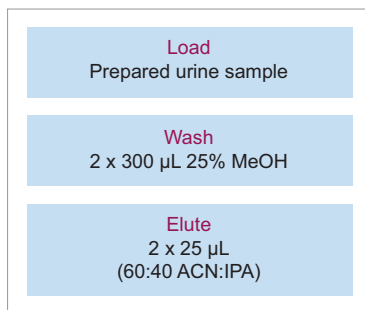 Load
Prepared urine sample
Wash
2 x 300 µL 25% MeOH
Elute
2 x 25 µL
(60:40 ACN:IPA)